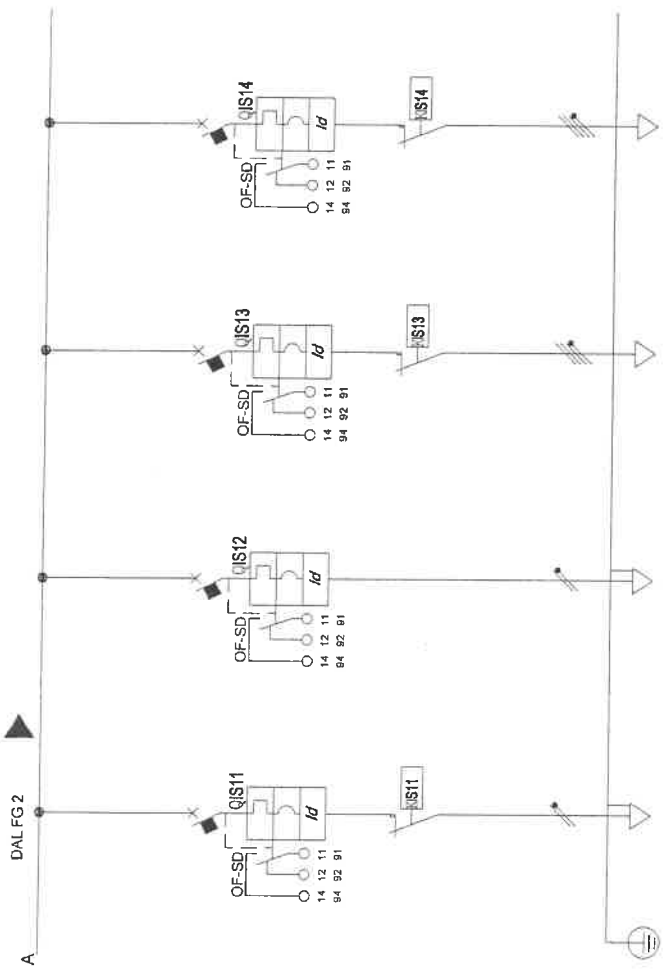 DAL FG 2
A
QIS11
OF-SD
Id
14 12 11
94 92 91
KIS11
QIS12
OF-SD
Id
14 12 11
94 92 91
QIS13
OF-SD
Id
14 12 11
94 92 91
KIS13
QIS14
OF-SD
Id
14 12 11
94 92 91
KIS14